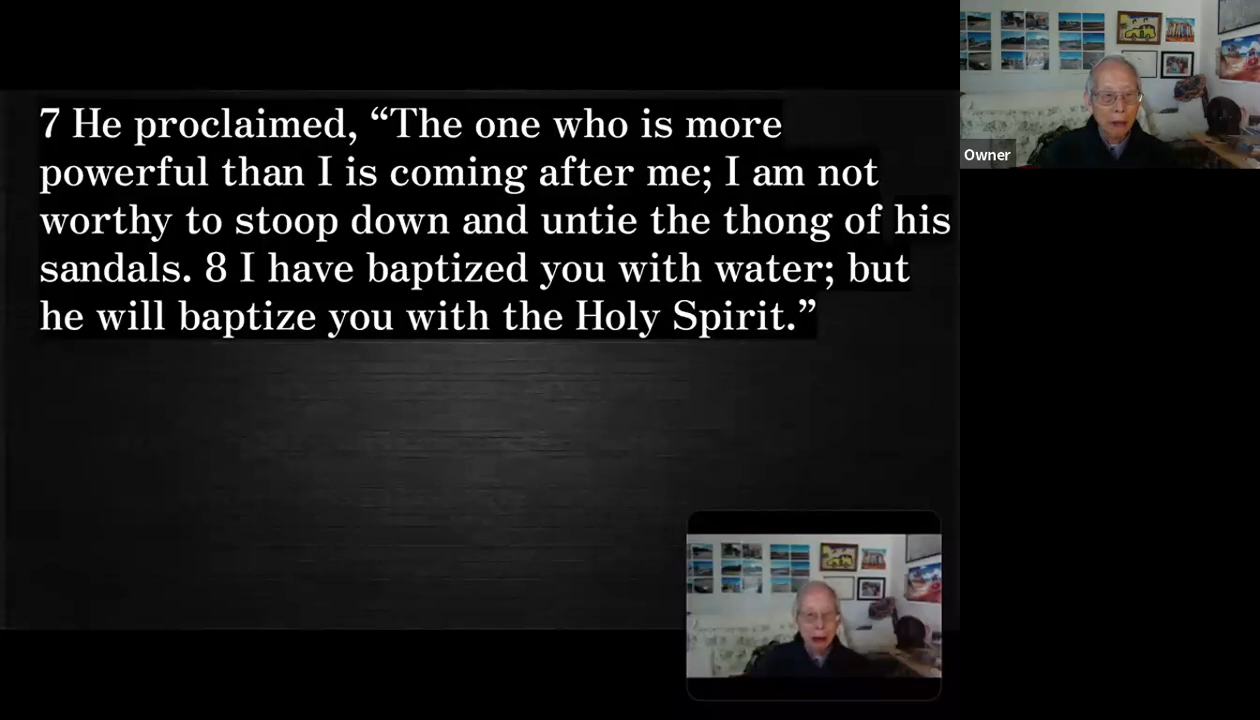 7 He proclaimed, “The one who is more
powerful than I is coming after me; I am not
worthy to stoop down and untie the thong of his
sandals. 8 I have baptized you with water; but
he will baptize you with the Holy Spirit.”
Owner